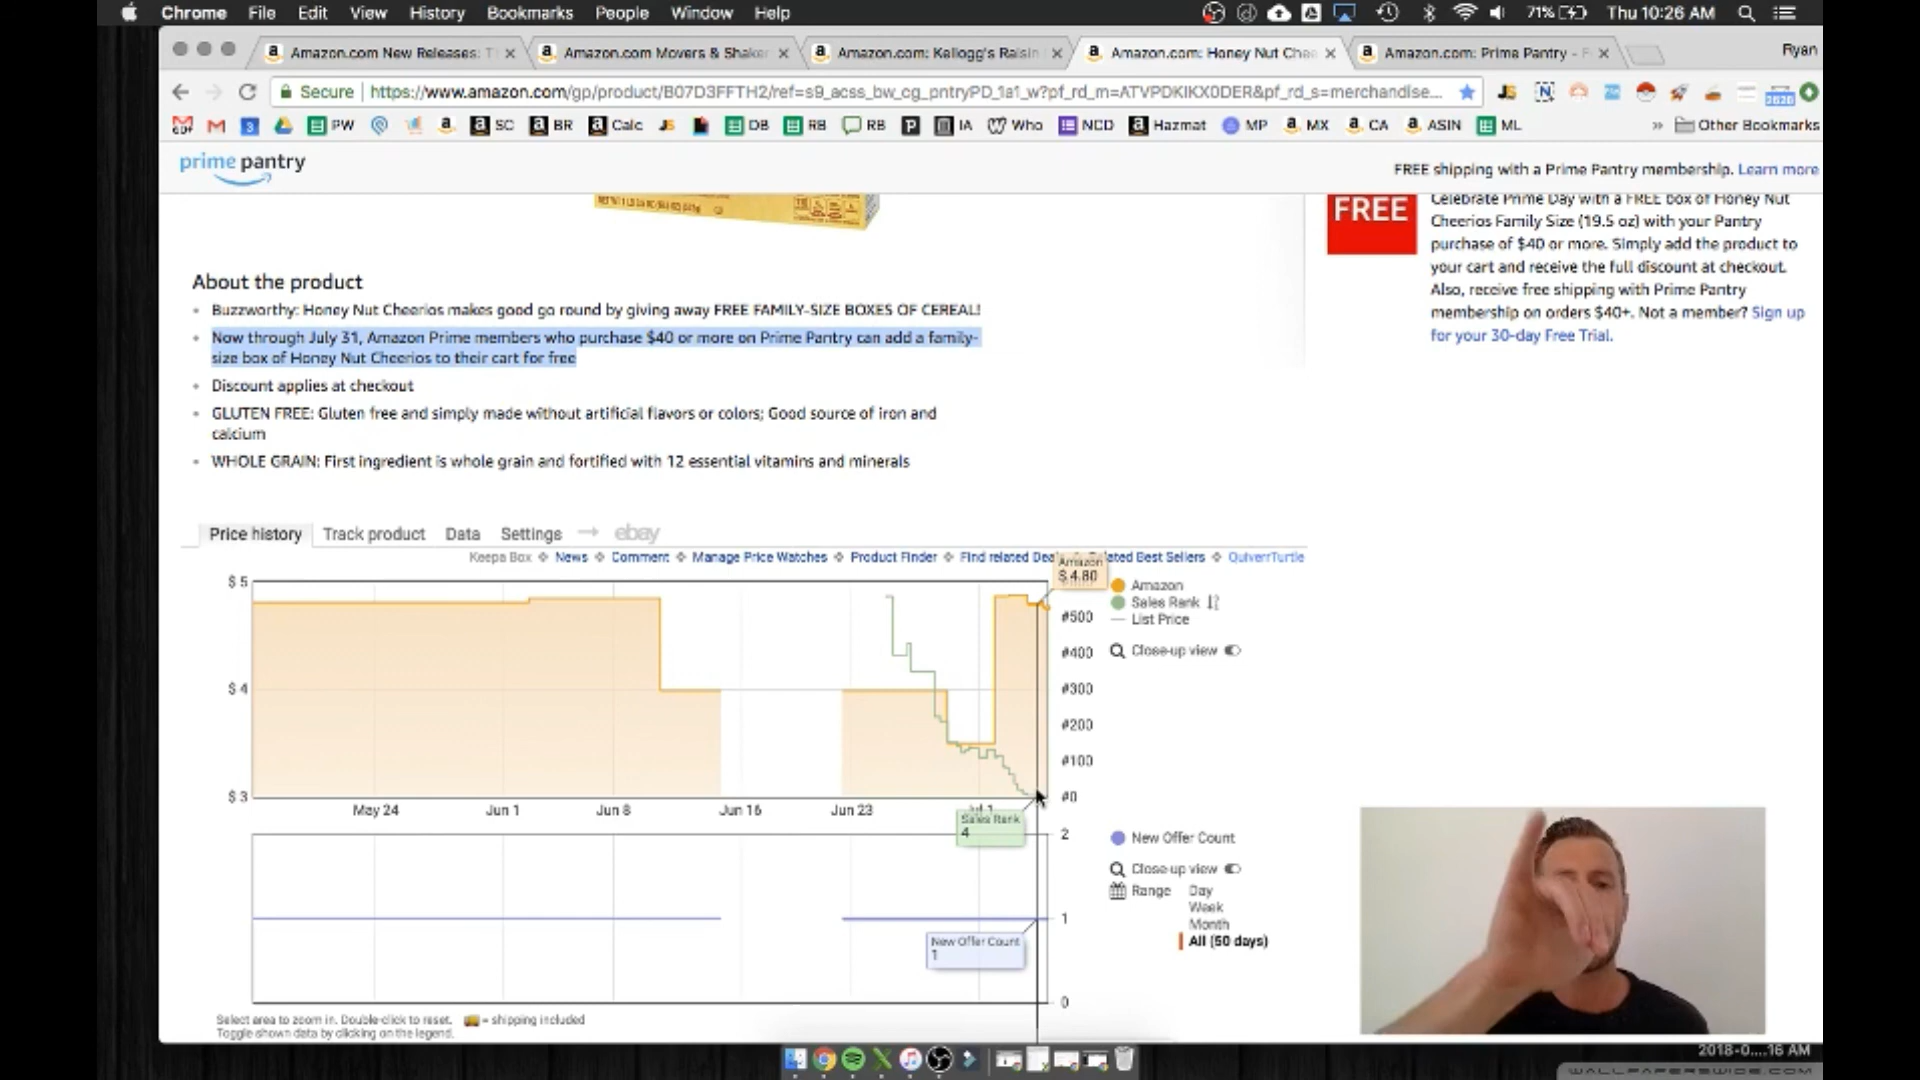 Chrome File Edit View History Bookmarks People Window Help 71% Thu 10:26 AM
Amazon.com New Releases: T Amazon.com Movers & Shaker Amazon.com: Kellogg's Raisin Amazon.com: Honey Nut Chee Amazon.com: Prime Pantry - F Ryan
Secure https://www.amazon.com/gp/product/B07D3FFTH2/ref=s9_acss_bw_cg_pntryPD_1a1_w?pf_rd_m=ATVPDKIKX0DER&pf_rd_s=merchandise...
PW SC BR Calc DB RB RB IA Who NCD Hazmat MP MX CA ASIN ML » Other Bookmarks
prime pantry
FREE shipping with a Prime Pantry membership. Learn more
FREE
Celebrate Prime Day with a FREE box of Honey Nut
Cheerios Family Size (19.5 oz) with your Pantry
purchase of $40 or more. Simply add the product to
your cart and receive the full discount at checkout.
Also, receive free shipping with Prime Pantry
membership on orders $40+. Not a member? Sign up
for your 30-day Free Trial.
About the product
Buzzworthy: Honey Nut Cheerios makes good go round by giving away FREE FAMILY-SIZE BOXES OF CEREAL!
Now through July 31, Amazon Prime members who purchase $40 or more on Prime Pantry can add a family-
size box of Honey Nut Cheerios to their cart for free
Discount applies at checkout
GLUTEN FREE: Gluten free and simply made without artificial flavors or colors; Good source of iron and
calcium
WHOLE GRAIN: First ingredient is whole grain and fortified with 12 essential vitamins and minerals
Price history Track product Data Settings → ebay
Keepa Box News Comment Manage Price Watches Product Finder Find related Dea ated Best Sellers QuiverTurtle
Amazon
$ 4.80
$ 5
$ 4
$ 3
#500
#400
#300
#200
#100
#0
Amazon
Sales Rank
List Price
Close-up view
May 24 Jun 1 Jun 8 Jun 16 Jun 23 Jul 1
Sales Rank
4
2
1
0
New Offer Count
Close-up view
Range Day
Week
Month
All (50 days)
New Offer Count
1
Select area to zoom in. Double-click to reset. = shipping included
Toggle shown data by clicking on the legend.
2018-0....16 AM
WALLPAPERSWIDE.COM